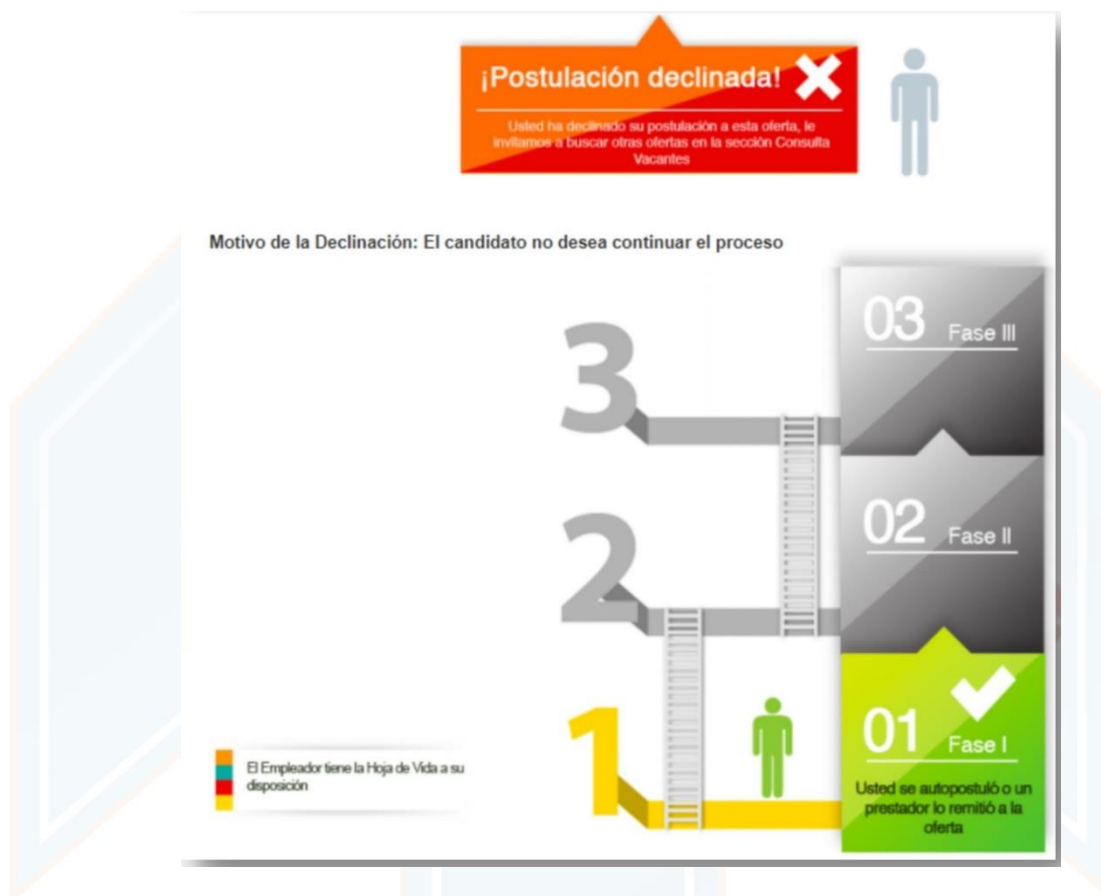 ¡Postulación declinada!
Usted ha declinado su postulación a esta oferta, le
invitamos a buscar otras ofertas en la sección Consulta
Vacantes
Motivo de la Declinación: El candidato no desea continuar el proceso
03 Fase III
3
02 Fase II
2
01 Fase I
Usted se autopostuló o un
prestador lo remitió a la
oferta
1
El Empleador tiene la Hoja de Vida a su
disposición